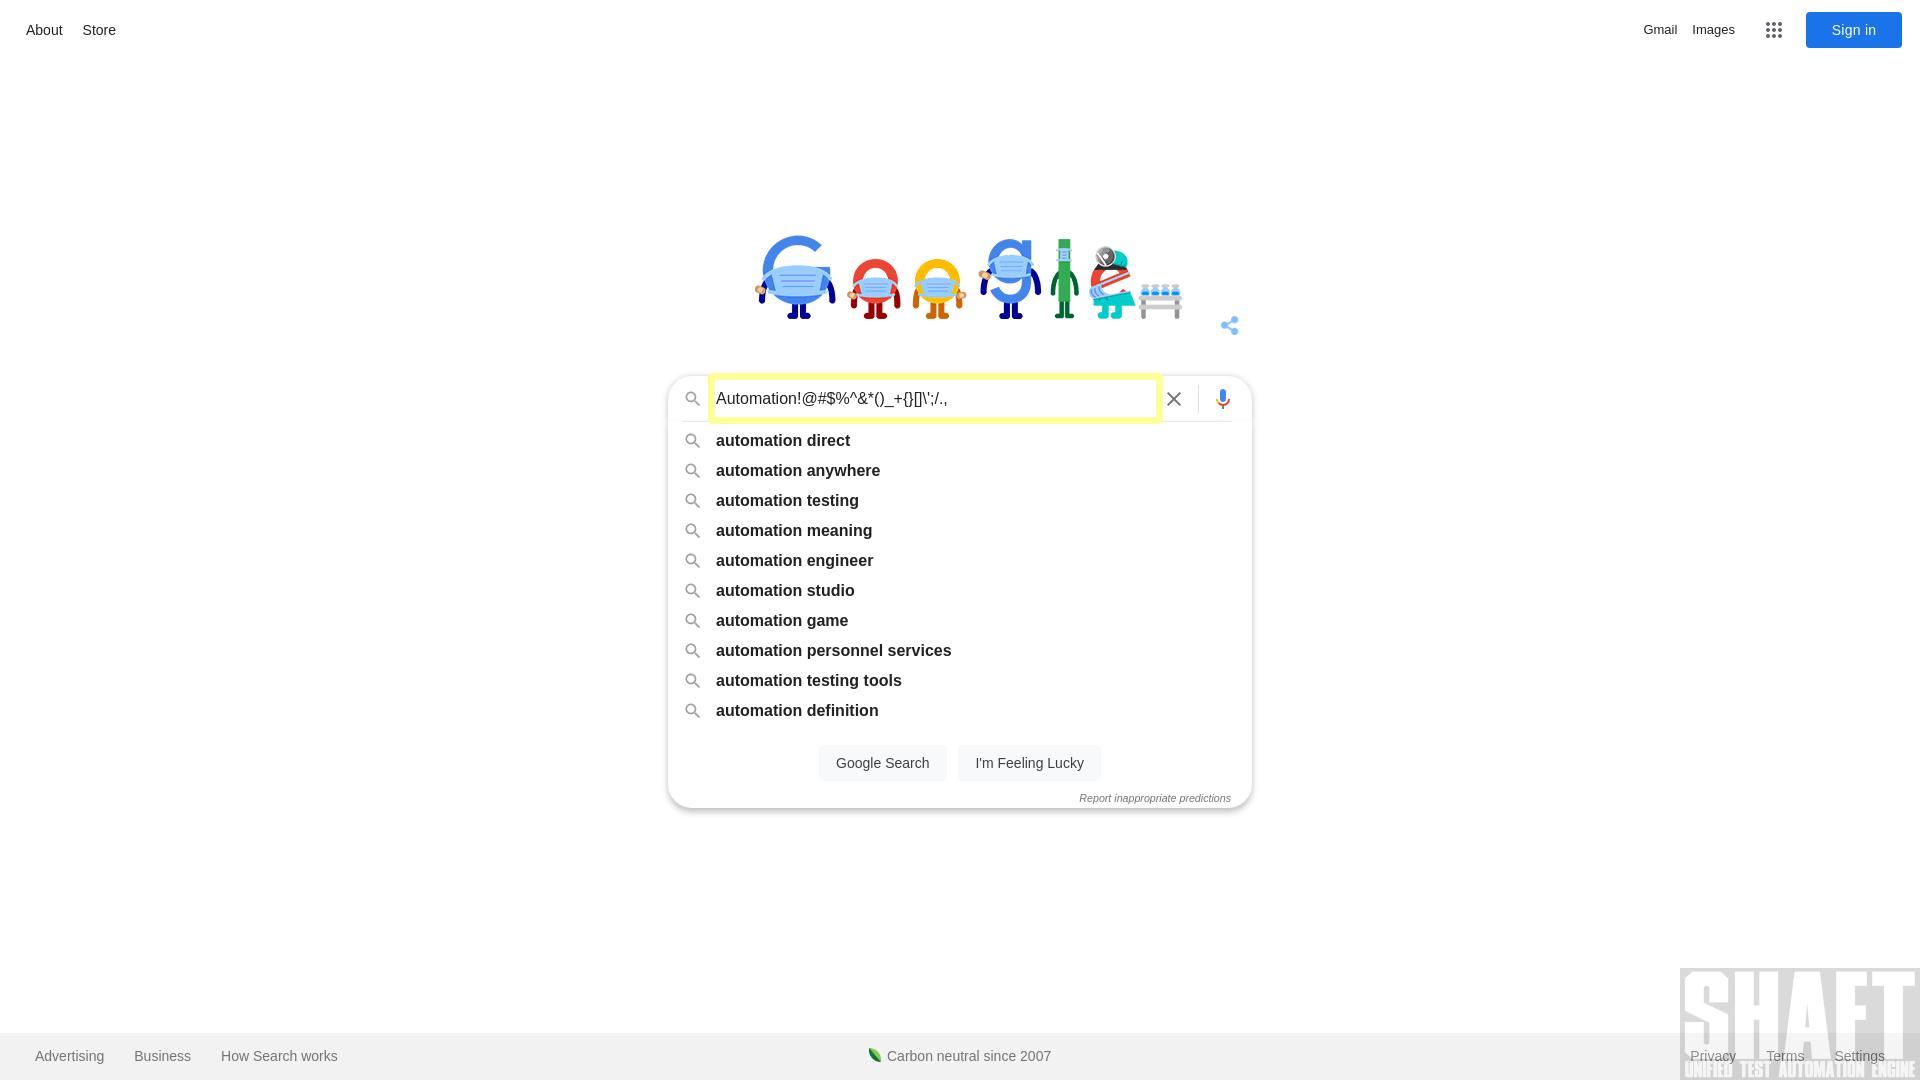 About Store
Gmail Images Sign in
Google
Automation!@#$%^&*()_+{}[]\';/.,
automation direct
automation anywhere
automation testing
automation meaning
automation engineer
automation studio
automation game
automation personnel services
automation testing tools
automation definition
Google Search I'm Feeling Lucky
Report inappropriate predictions
Advertising Business How Search works Carbon neutral since 2007 Privacy Terms Settings
SHAFT
UNIFIED TEST AUTOMATION ENGINE